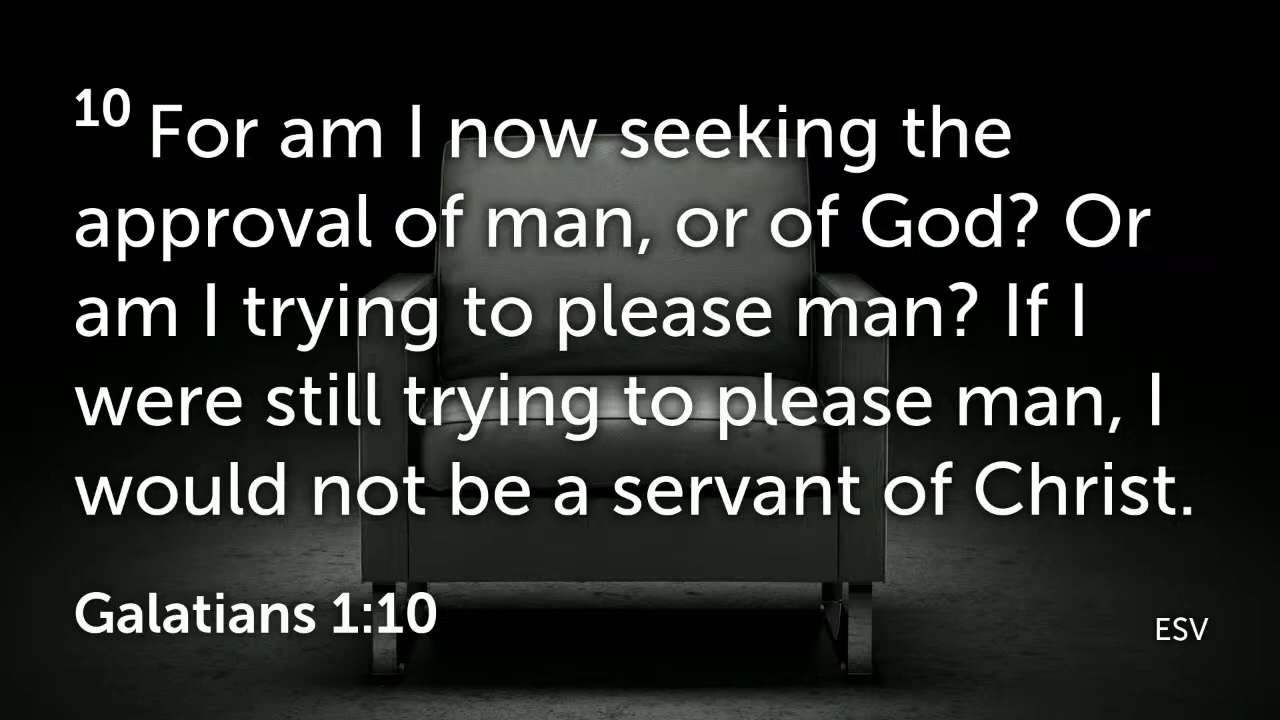 10 For am I now seeking the
approval of man, or of God? Or
am I trying to please man? If I
were still trying to please man, I
would not be a servant of Christ.
Galatians 1:10
ESV